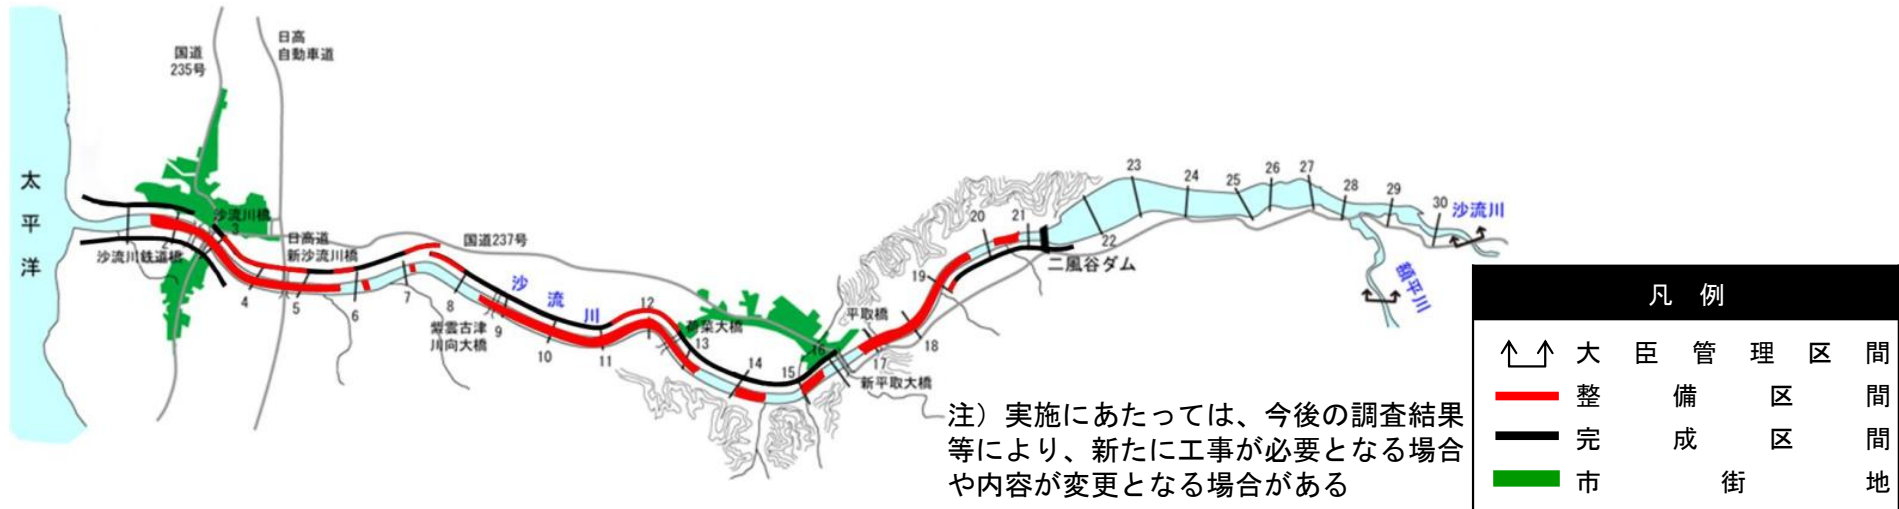 太平洋
国道
235号
日高
自動車道
沙流川橋
沙流川鉄道橋
日高道
新沙流川橋
国道237号
沙流川
紫雲古津
川向大橋
荷菜大橋
平取橋
新平取大橋
二風谷ダム
沙流川
額平川
2
3
4
5
6
7
8
9
10
11
12
13
14
15
16
17
18
19
20
21
22
23
24
25
26
27
28
29
30
注）実施にあたっては、今後の調査結果
等により、新たに工事が必要となる場合
や内容が変更となる場合がある
凡 例
大臣管理区間
整備区間
完成区間
市街地